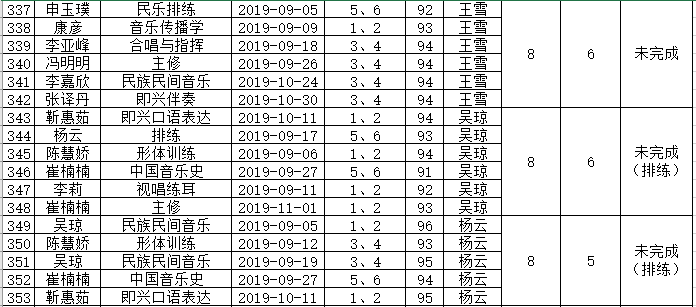 337 申玉璞 民乐排练 2019-09-05 5、6 92 王雪
338 康彦 音乐传播学 2019-09-09 1、2 93 王雪
339 李亚峰 合唱与指挥 2019-09-18 3、4 94 王雪
340 冯明明 主修 2019-09-26 3、4 94 王雪
341 李嘉欣 民族民间音乐 2019-10-24 3、4 94 王雪
342 张译丹 即兴伴奏 2019-10-30 3、4 94 王雪
8 6 未完成
343 靳惠茹 即兴口语表达 2019-10-11 1、2 94 吴琼
344 杨云 排练 2019-09-17 5、6 93 吴琼
345 陈慧娇 形体训练 2019-09-06 1、2 94 吴琼
346 崔楠楠 中国音乐史 2019-09-27 5、6 91 吴琼
347 李莉 视唱练耳 2019-09-11 1、2 92 吴琼
348 崔楠楠 主修 2019-11-01 1、2 93 吴琼
8 6 未完成
（排练）
349 吴琼 民族民间音乐 2019-09-05 1、2 96 杨云
350 陈慧娇 形体训练 2019-09-12 3、4 93 杨云
351 吴琼 民族民间音乐 2019-09-19 3、4 95 杨云
352 崔楠楠 中国音乐史 2019-09-27 5、6 94 杨云
353 靳惠茹 即兴口语表达 2019-10-11 1、2 95 杨云
8 5 未完成
（排练）